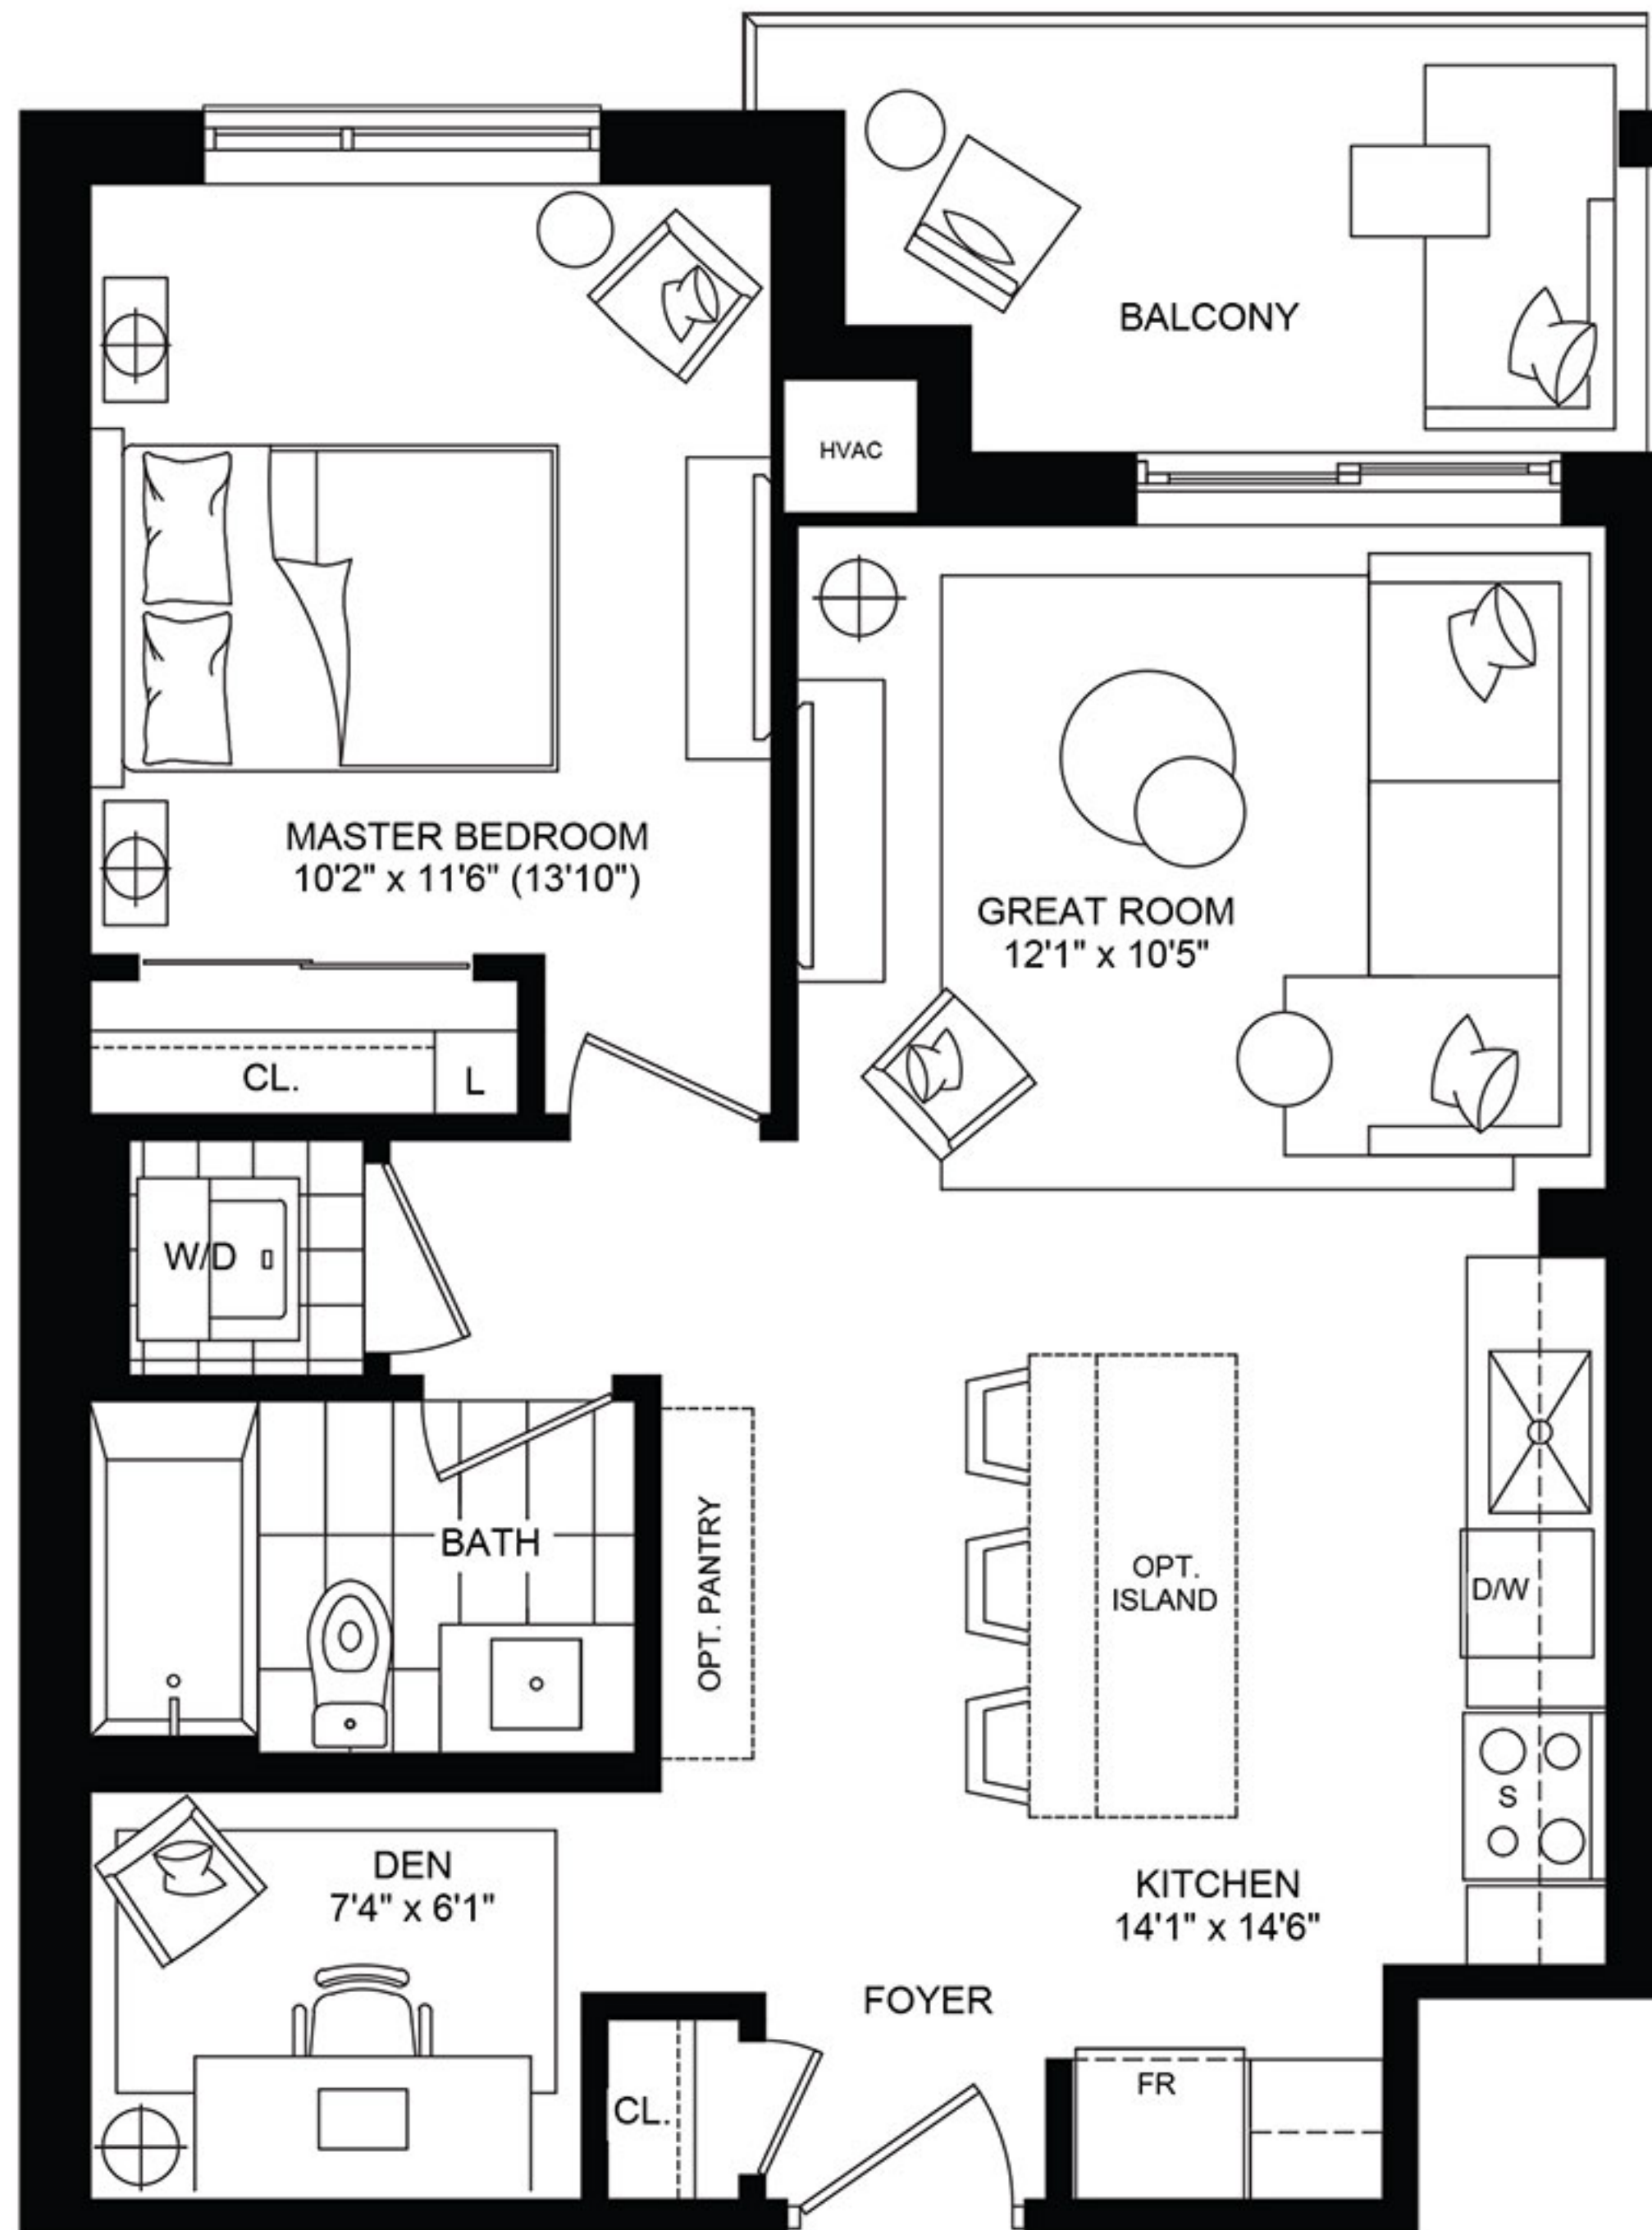 BALCONY
HVAC
MASTER BEDROOM
10'2" x 11'6" (13'10")
GREAT ROOM
12'1" x 10'5"
CL.
L
W/D
BATH
OPT. PANTRY
OPT.
ISLAND
D/W
S
DEN
7'4" x 6'1"
KITCHEN
14'1" x 14'6"
FOYER
CL.
FR